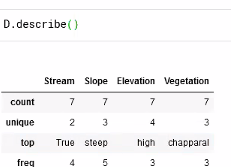 D.describe()
Stream Slope Elevation Vegetation
count 7 7 7 7
unique 2 3 4 3
top True steep high chapparal
freq 4 5 3 3